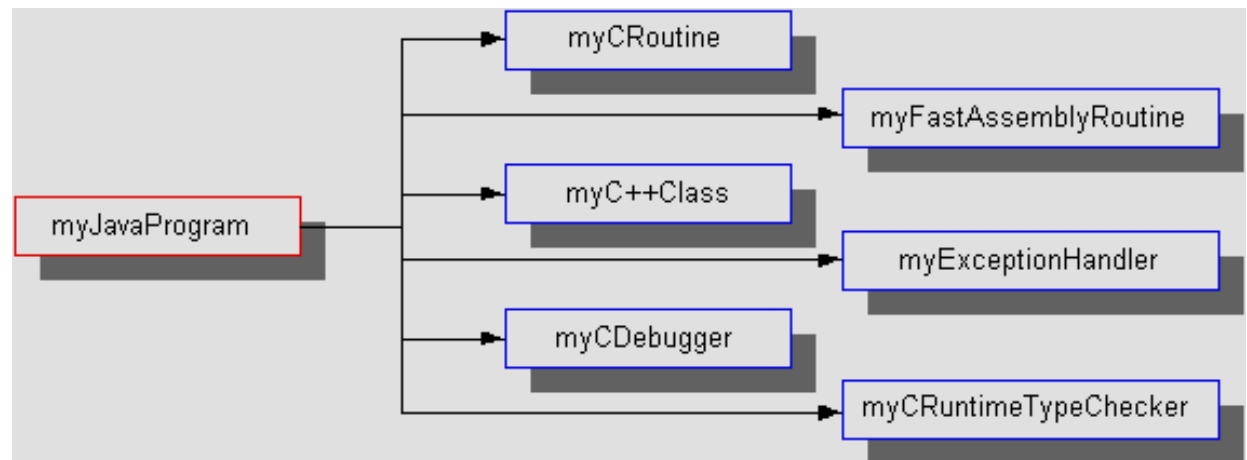 myCRoutine
myFastAssemblyRoutine
myC++Class
myJavaProgram
myExceptionHandler
myCDebugger
myCRuntimeTypeChecker